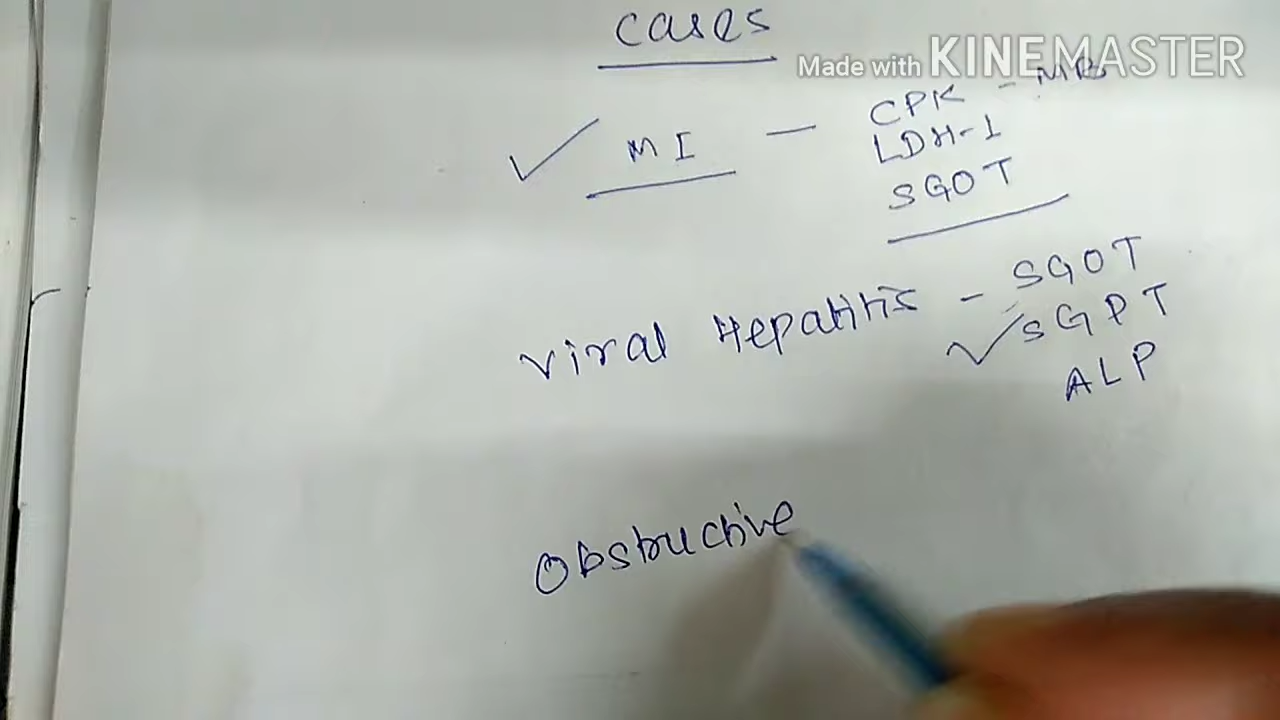 cases
Made with KINEMASTER
MI - CPK - MB
LDH-1
SGOT
Viral Hepatitis - SGOT
SGPT
ALP
Obstructive